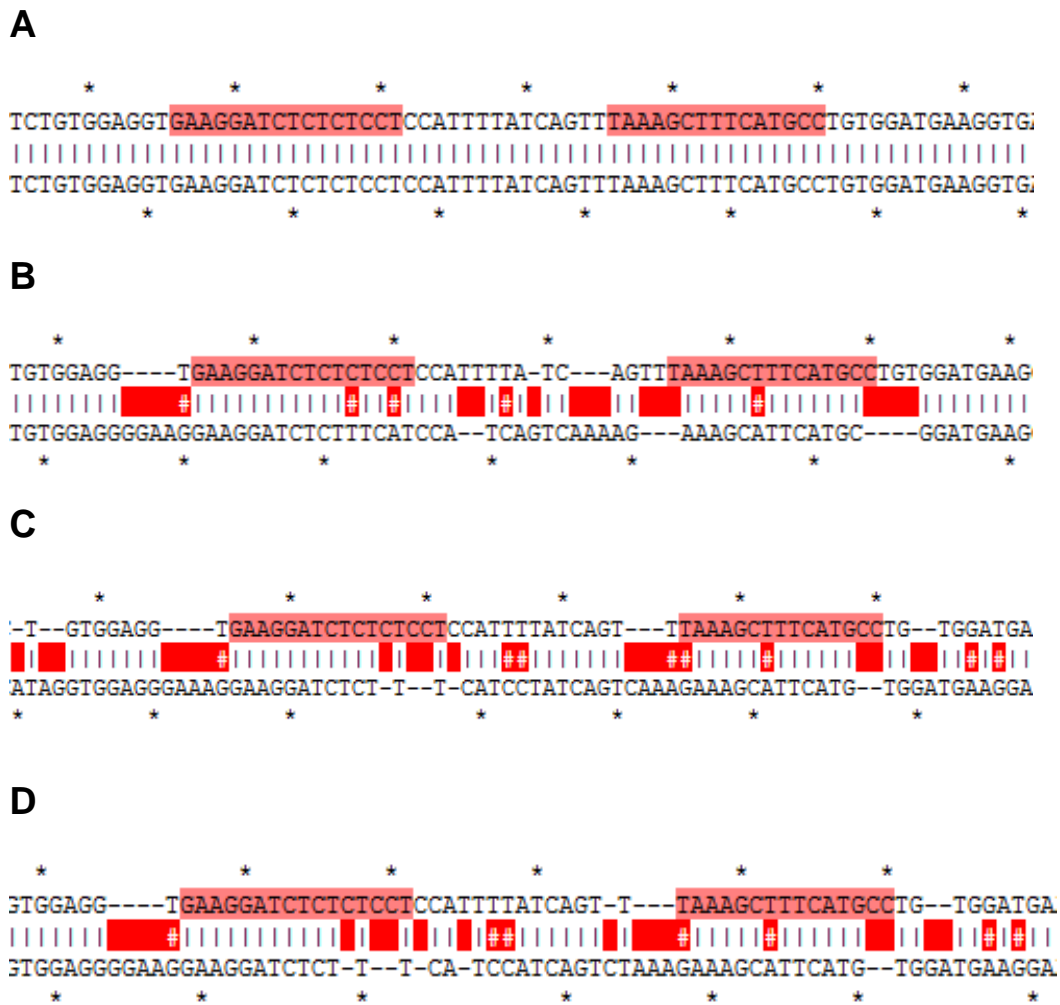 A
TCTGTGGAGGTGAAGGATCTCTCTCCTCCATTTTATCAGTTTAAAGCTTTCATGCCTGTGGATGAAGGTG
TCTGTGGAGGTGAAGGATCTCTCTCCTCCATTTTATCAGTTTAAAGCTTTCATGCCTGTGGATGAAGGTG
B
TGTGGAGG----TGAAGGATCTCTCTCCTCCATTTTA-TC---AGTTTAAAGCTTTCATGCCTGTGGATGAAG
TGTGGAGGGGAAGGAAGGATCTCTTTCATCCA--TCAGTCAAAAG---AAAGCATTCATGC----GGATGAAG
C
-T--GTGGAGG----TGAAGGATCTCTCTCCTCCATTTTATCAGT---TTAAAGCTTTCATGCCTG--TGGATGA
ATAGGTGGAGGGAAAGGAAGGATCTCT-T--T-CATCCTATCAGTCAAAGAAAGCATTCATG--TGGATGAAGGA
D
GTGGAGG----TGAAGGATCTCTCTCCTCCATTTTATCAGT-T---TAAAGCTTTCATGCCTG--TGGATGA
GTGGAGGGGAAGGAAGGATCTCT-T--T-CA-TCCATCAGTCTAAAGAAAGCATTCATG--TGGATGAAGGA